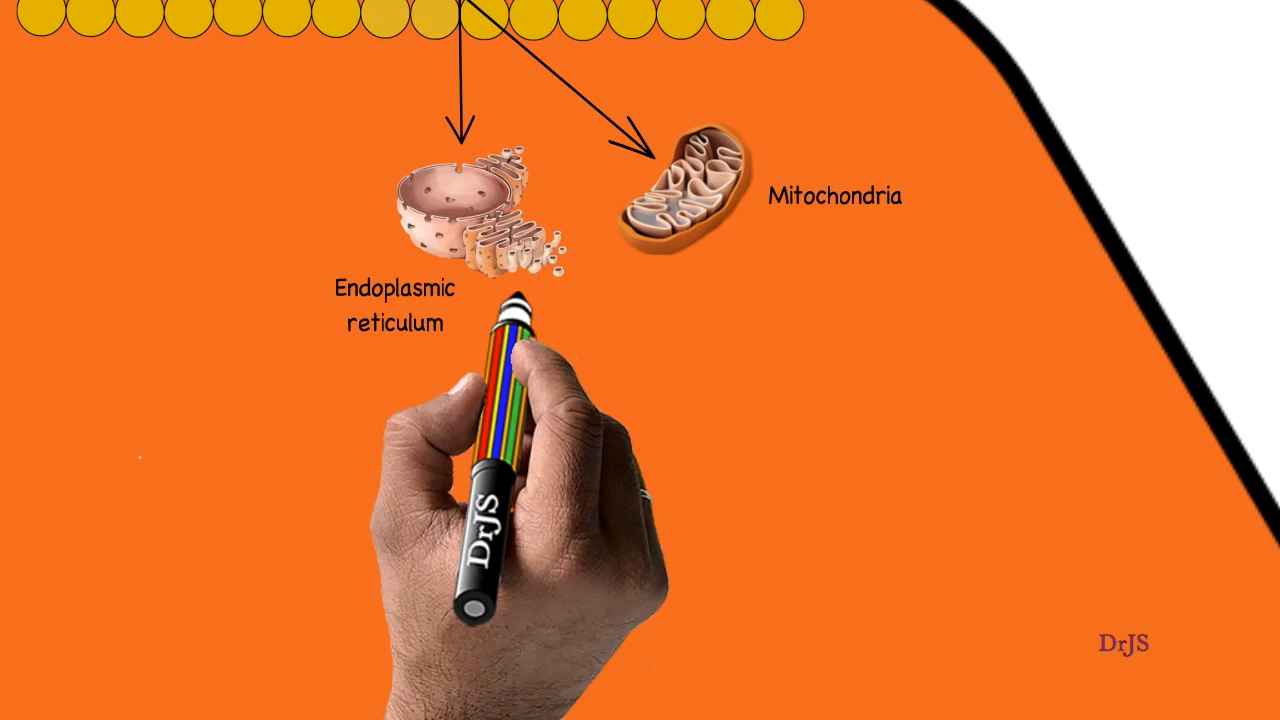 Mitochondria
Endoplasmic
reticulum
DrJS
DrJS